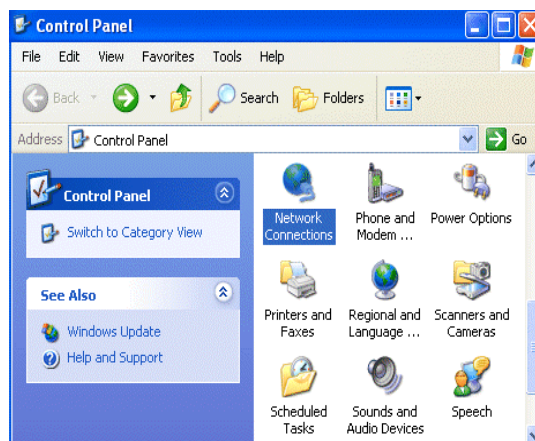 Control Panel
File Edit View Favorites Tools Help
Back Search Folders
Address Control Panel Go
Control Panel
Switch to Category View
See Also
Windows Update
Help and Support
Network Connections
Phone and Modem ...
Power Options
Printers and Faxes
Regional and Language ...
Scanners and Cameras
Scheduled Tasks
Sounds and Audio Devices
Speech